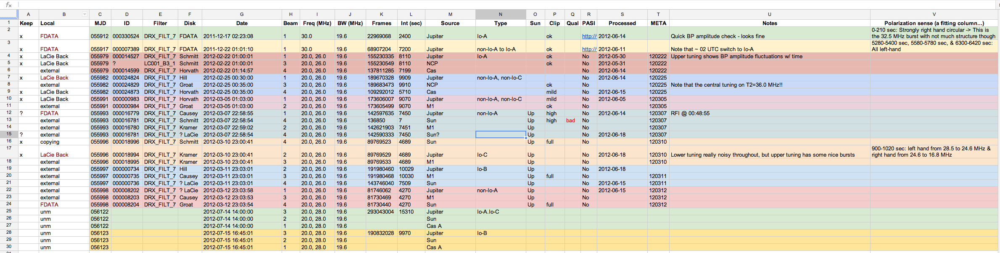 fx
A B C D E F G H I J K L M N O P Q R S T U V
1 Keep Local MJD ID Filter Disk Date Beam Freq (MHz) BW (MHz) Frames Int (sec) Source Type Sun Clip Qual PASI Processed META Notes Polarization sense (a fitting column...)
2 x FDATA 055912 000330524 DRX_FILT_7 FDATA 2011-12-17 02:23:08 1 30.0 19.6 22969068 2400 Jupiter Io-A ok http:// 2012-06-14 Quick BP amplitude check - looks fine 0-210 sec: Strongly right hand circular -> This is
the 32.5 MHz burst with not much structure though
3 x FDATA 055917 000007389 DRX_FILT_7 FDATA 2011-12-22 01:01:10 1 30.0 19.6 68907204 7200 Jupiter non-Io-A to Io-A ok http:// 2012-06-11 Note that ~ 02 UTC switch to Io-A 5280-5400 sec, 5580-5780 sec, & 6300-6420 sec:
All left-hand
4 x LaCie Back 055979 000014527 DRX_FILT_7 Schmitt 2012-02-22 01:00:01 1 20.0, 26.0 19.6 155230335 8110 Jupiter Io-A ok No 2012-05-30 120222 Upper tuning shows BP amplitude fluctuations w/ time
5 x LaCie Back 055979 ? LC001_B3_1 Schmitt 2012-02-22 01:00:01 3 20.0, 26.0 19.6 155230549 8110 NCP ok No 2012-05-31 120222
6 external 055979 000014599 DRX_FILT_7 Horvath 2012-02-22 01:14:57 4 20.0, 26.0 19.6 137811285 7199 Cas No 2012-06-14 120222
7 x LaCie Back 055982 000024824 DRX_FILT_7 Hill 2012-02-25 00:30:00 1 20.0, 26.0 19.6 189670328 9909 Jupiter non-Io-A, non-Io-C No 2012-06-14 120225
8 external 055982 000024829 DRX_FILT_7 Groat 2012-02-25 00:35:00 3 20.0, 26.0 19.6 189683473 9910 NCP ok No 120225 Note that the central tuning on T2=36.0 MHz!!
9 x LaCie Back 055982 000024873 DRX_FILT_7 Horvath 2012-02-25 00:35:00 4 20.0, 26.0 19.6 109292012 5710 Cas mild No 2012-06-15 120225
10 x LaCie Back 055991 000000983 DRX_FILT_7 Horvath 2012-03-05 01:03:00 1 20.0, 26.0 19.6 173606007 9070 Jupiter non-Io-A, non-Io-C mild No 2012-06-05 120305
11 external 055991 000000984 DRX_FILT_7 Groat 2012-03-05 01:03:00 2 20.0, 26.0 19.6 173605499 9070 M1 ok No 120305
12 ? FDATA 055993 000016779 DRX_FILT_7 Causey 2012-03-07 22:58:55 1 20.0, 26.0 19.6 142597635 7450 Jupiter non-Io-A Up high No 2012-06-14 120307 RFI @ 00:48:55
13 external 055993 000016781 DRX_FILT_7 Schmitt 2012-03-07 22:58:54 4 20.0, 26.0 19.6 136850 7 Sun Up high bad No 120307
14 external 055993 000016780 DRX_FILT_7 Kramer 2012-03-07 22:59:02 2 20.0, 26.0 19.6 142621903 7451 M1 Up No 120307
15 ? external 055993 000016781 DRX_FILT_7 ? LaCie 2012-03-07 22:58:54 4 20.0, 26.0 19.6 142590333 7450 Sun? Up No 2012-06-18 120307
16 x copying 055996 000018996 DRX_FILT_7 Schmitt 2012-03-10 23:00:41 4 20.0, 26.0 19.6 89769523 4689 Sun Up full No 120310
17 x LaCie Back 055996 000018994 DRX_FILT_7 Kramer 2012-03-10 23:00:41 2 20.0, 26.0 19.6 89769529 4689 Jupiter Io-C Up No 2012-06-18 120310 Lower tuning really noisy throughout, but upper tuning has some nice bursts 900-1020 sec: left hand from 28.5 to 24.6 MHz &
right hand from 24.6 to 16.8 MHz
18 external 055996 000018995 DRX_FILT_7 Kramer 2012-03-10 23:00:41 3 20.0, 26.0 19.6 89769533 4689 M1 Up No 120310
19 external 055997 000000734 DRX_FILT_7 Hill 2012-03-11 23:03:01 2 20.0, 26.0 19.6 191980460 10029 Jupiter Io-B Up No 2012-06-18
20 external 055997 000000735 DRX_FILT_7 Causey 2012-03-11 23:03:01 3 20.0, 26.0 19.6 191980468 10030 M1 Up full No 120311
21 external 055997 000000736 DRX_FILT_7 ? LaCie 2012-03-11 23:03:01 4 20.0, 26.0 19.6 143746040 7509 Sun Up No 2012-06-15 120311
22 external 055998 000008202 DRX_FILT_7 ? LaCie 2012-03-12 23:03:58 1 20.0, 26.0 19.6 81746062 4270 Jupiter non-Io-A Up No 2012-06-15 120312
23 external 055998 000008203 DRX_FILT_7 Causey 2012-03-12 23:03:53 3 20.0, 26.0 19.6 81730469 4270 M1 Up No 120312
24 FDATA 055998 000008204 DRX_FILT_7 Groat 2012-03-12 23:03:54 4 20.0, 26.0 19.6 81730440 4270 Sun Up full No 120312
25 unm 056122 2012-07-14 14:00:00 3 20.0, 28.0 19.6 293043004 15310 Jupiter Io-A.Io-C
26 unm 056122 2012-07-14 14:00:00 2 20.0, 28.0 19.6 Sun
27 unm 056122 2012-07-14 14:00:00 1 20.0, 28.0 19.6 Cas A
28 unm 056123 2012-07-15 16:45:01 3 20.0, 28.0 19.6 190832028 9970 Jupiter Io-B
29 unm 056123 2012-07-15 16:45:01 2 20.0, 28.0 19.6 Sun
30 unm 056123 2012-07-15 16:45:01 1 20.0, 28.0 19.6 Cas A